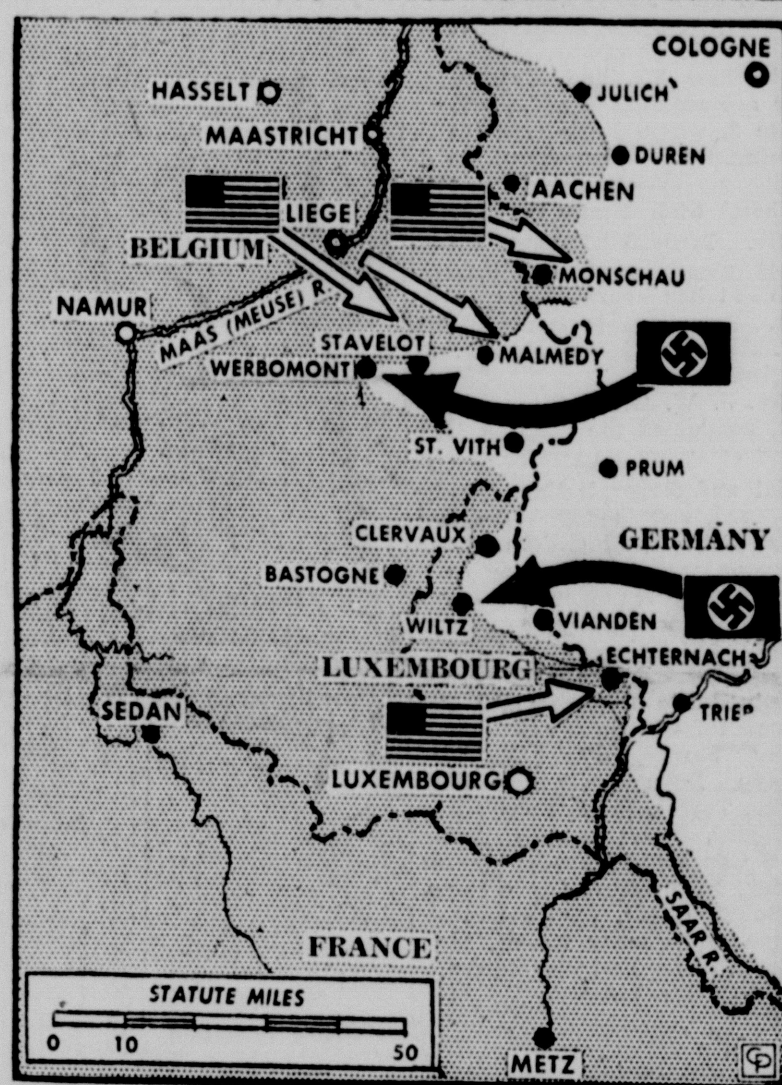 COLOGNE
HASSELT
JULICH
MAASTRICHT
DUREN
AACHEN
LIEGE
BELGIUM
MONSCHAU
NAMUR
MAAS (MEUSE) R.
STAVELOT
MALMEDY
WERBOMONT
ST. VITH
PRUM
CLERVAUX
GERMANY
BASTOGNE
WILTZ
VIANDEN
ECHTERNACH
LUXEMBOURG
SEDAN
TRIER
LUXEMBOURG
SAAR R.
FRANCE
STATUTE MILES
0 10 50
METZ
CP